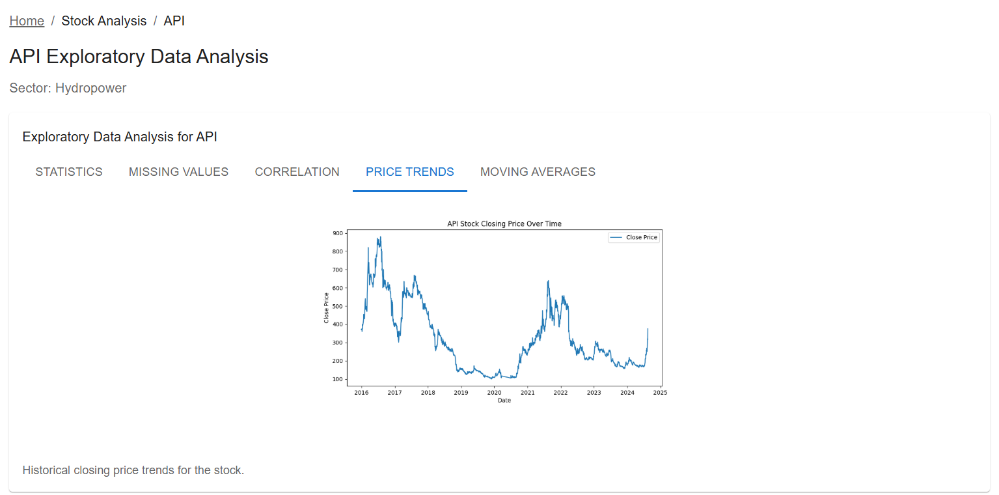 Home / Stock Analysis / API
API Exploratory Data Analysis
Sector: Hydropower
Exploratory Data Analysis for API
STATISTICS MISSING VALUES CORRELATION PRICE TRENDS MOVING AVERAGES
API Stock Closing Price Over Time
Close Price
900
800
700
600
500
400
300
200
100
Close Price
2016 2017 2018 2019 2020 2021 2022 2023 2024 2025
Date
Historical closing price trends for the stock.